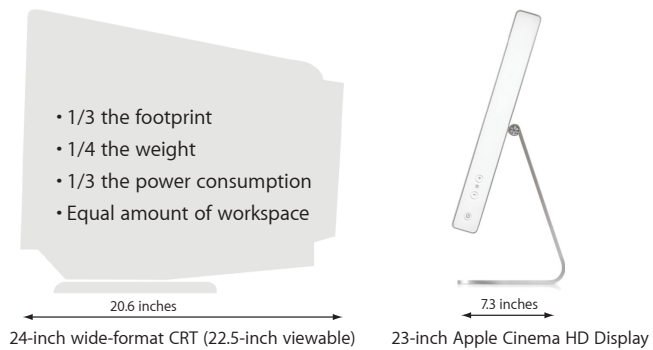 • 1/3 the footprint
• 1/4 the weight
• 1/3 the power consumption
• Equal amount of workspace
20.6 inches
7.3 inches
24-inch wide-format CRT (22.5-inch viewable)
23-inch Apple Cinema HD Display